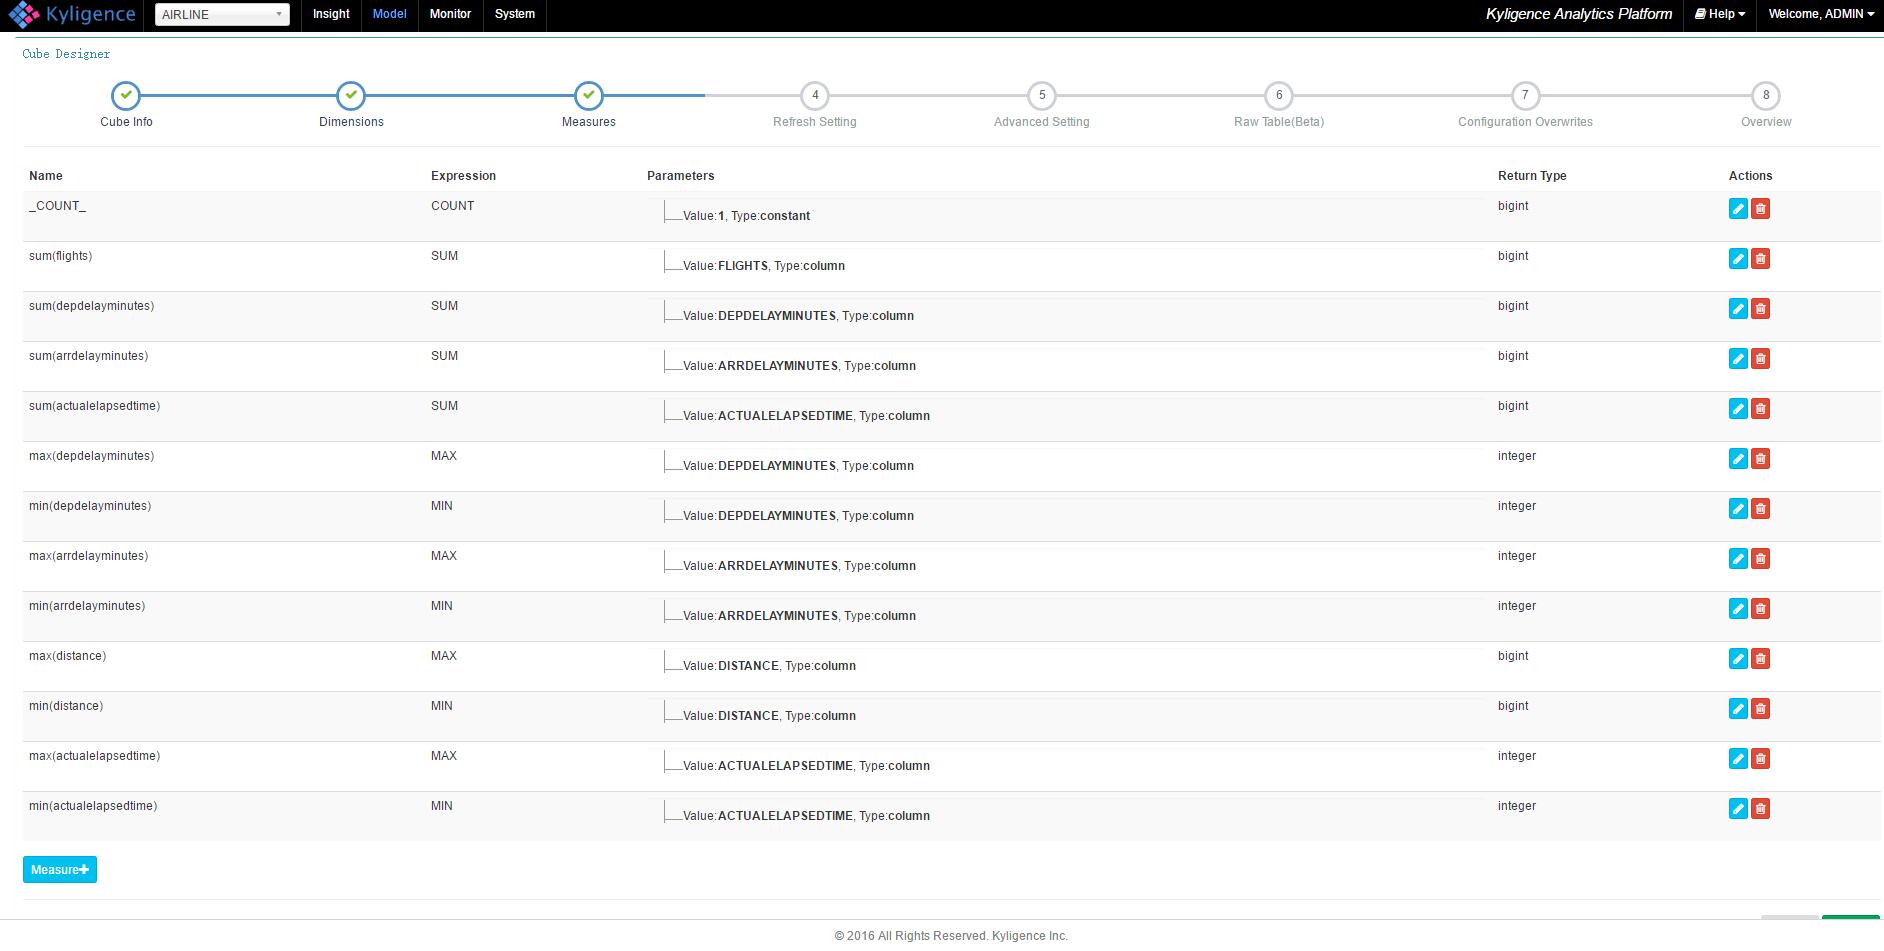 Kyligence AIRLINE Insight Model Monitor System Kyligence Analytics Platform Help Welcome, ADMIN
Cube Designer
4 5 6 7 8
Cube Info Dimensions Measures Refresh Setting Advanced Setting Raw Table(Beta) Configuration Overwrites Overview
Name Expression Parameters Return Type Actions
_COUNT_ COUNT Value:1, Type:constant bigint
sum(flights) SUM Value:FLIGHTS, Type:column bigint
sum(depdelayminutes) SUM Value:DEPDELAYMINUTES, Type:column bigint
sum(arrdelayminutes) SUM Value:ARRDELAYMINUTES, Type:column bigint
sum(actualelapsedtime) SUM Value:ACTUALELAPSEDTIME, Type:column bigint
max(depdelayminutes) MAX Value:DEPDELAYMINUTES, Type:column integer
min(depdelayminutes) MIN Value:DEPDELAYMINUTES, Type:column integer
max(arrdelayminutes) MAX Value:ARRDELAYMINUTES, Type:column integer
min(arrdelayminutes) MIN Value:ARRDELAYMINUTES, Type:column integer
max(distance) MAX Value:DISTANCE, Type:column bigint
min(distance) MIN Value:DISTANCE, Type:column bigint
max(actualelapsedtime) MAX Value:ACTUALELAPSEDTIME, Type:column integer
min(actualelapsedtime) MIN Value:ACTUALELAPSEDTIME, Type:column integer
Measure+
© 2016 All Rights Reserved. Kyligence Inc.